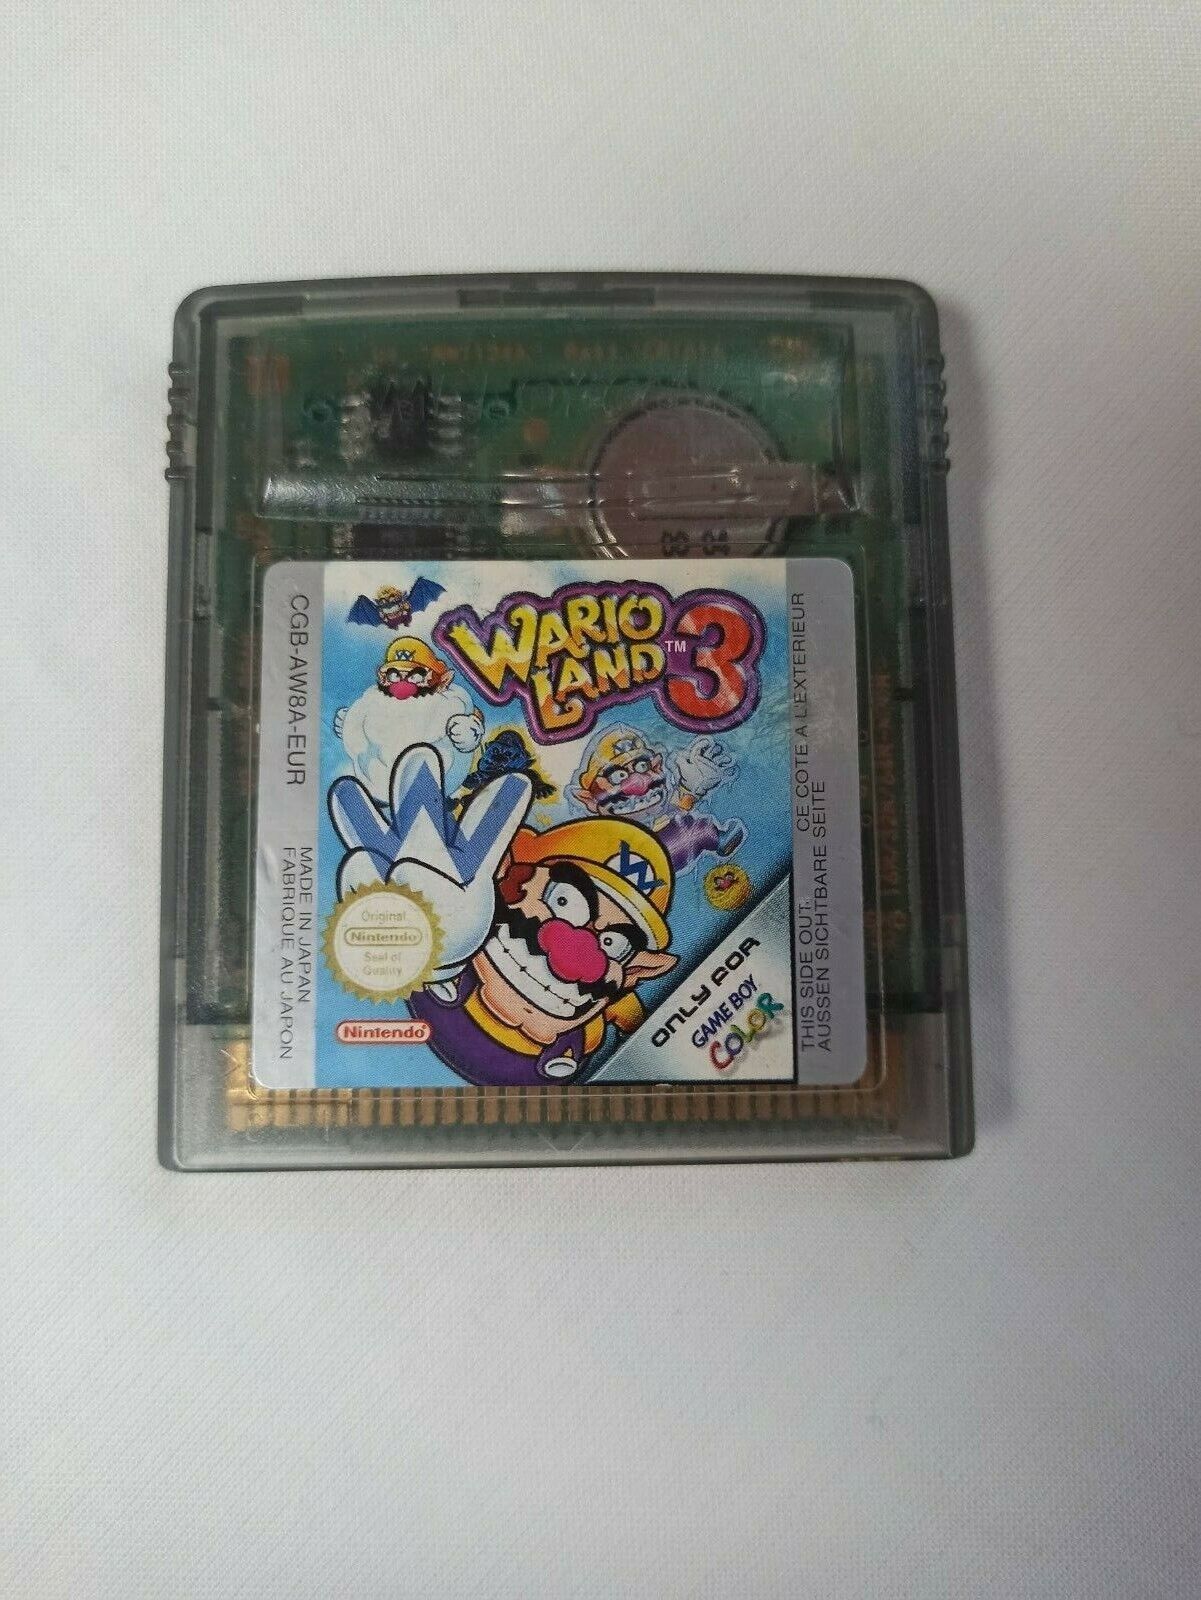 WARIO
LAND™ 3
CGB-AW8A-EUR
MADE IN JAPAN
FABRIQUE AU JAPON
Original
Nintendo
Seal of
Quality
Nintendo®
ONLY FOR
GAME BOY
COLOR
THIS SIDE OUT. CE COTE A L'EXTERIEUR
AUSSEN SICHTBARE SEITE